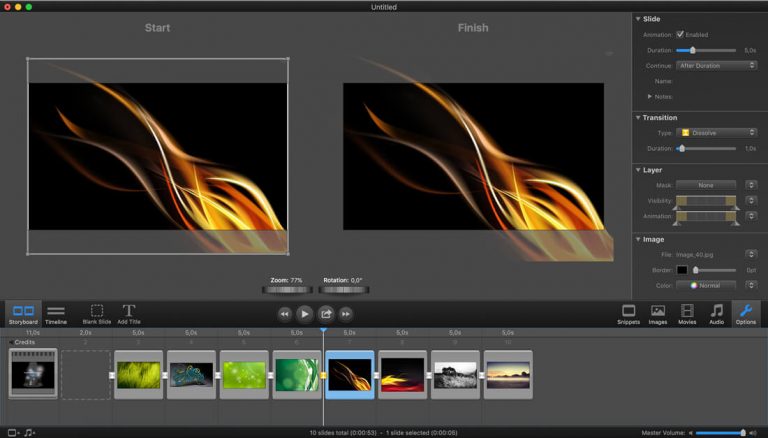 Untitled
Start
Finish
Slide
Animation: Enabled
Duration: 5,0s
Continue: After Duration
Name:
Notes:
Transition
Type: Dissolve
Duration: 1,0s
Layer
Mask: None
Visibility:
Animation:
Image
File: Image_40.jpg
Border: 0pt
Color: Normal
Zoom: 77% Rotation: 0,0°
Storyboard Timeline Blank Slide Add Title Snippets Images Movies Audio Options
11,0s 2,0s 5,0s 5,0s 5,0s 5,0s 5,0s 5,0s 5,0s 5,0s
Credits 2 3 4 5 6 7 8 9 10
10 slides total (0:00:53) - 1 slide selected (0:00:06) Master Volume: